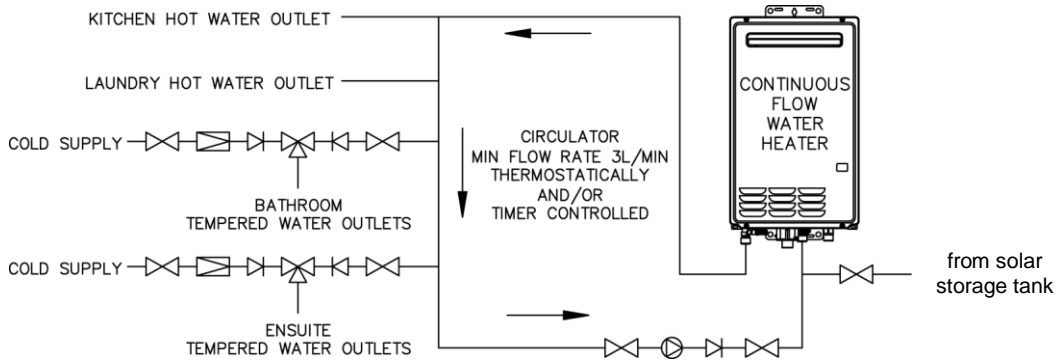 KITCHEN HOT WATER OUTLET
LAUNDRY HOT WATER OUTLET
COLD SUPPLY
BATHROOM
TEMPERED WATER OUTLETS
COLD SUPPLY
ENSUITE
TEMPERED WATER OUTLETS
CIRCULATOR
MIN FLOW RATE 3L/MIN
THERMOSTATICALLY
AND/OR
TIMER CONTROLLED
CONTINUOUS
FLOW
WATER
HEATER
from solar
storage tank